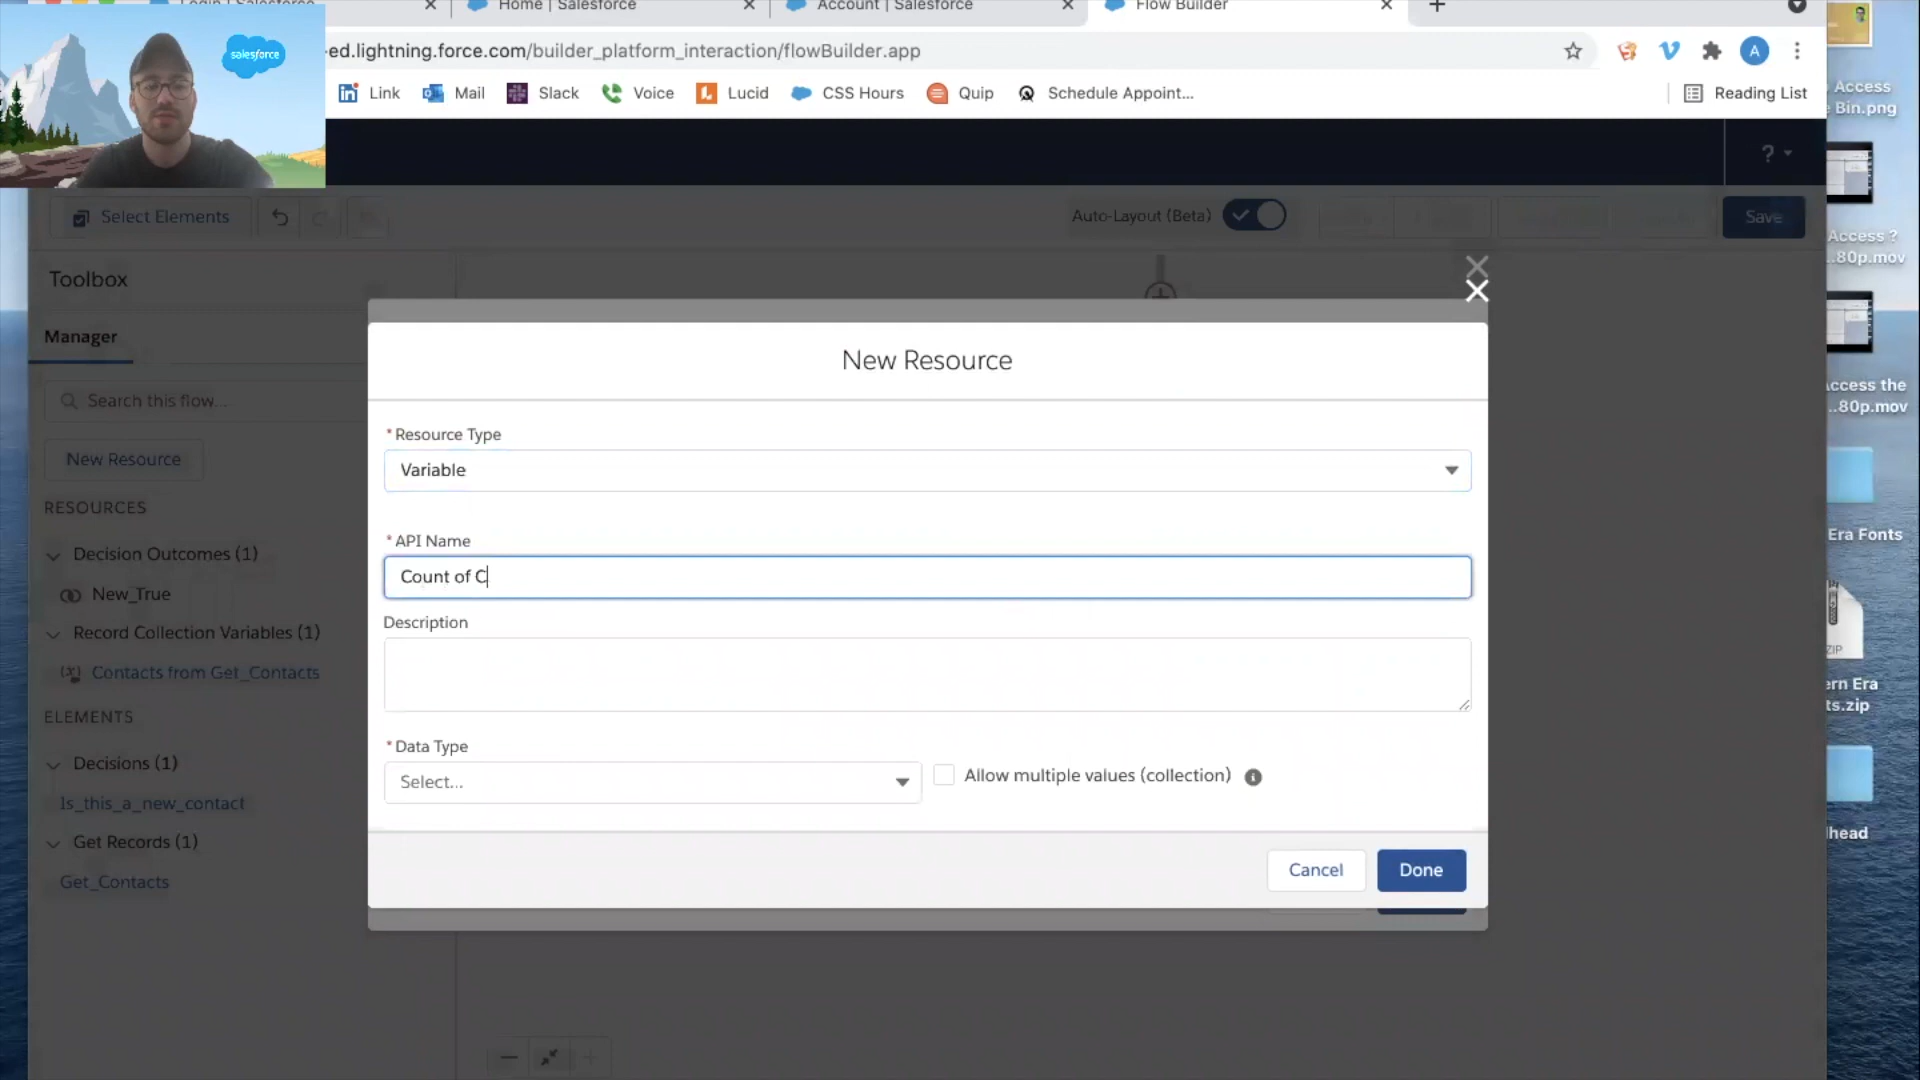 Login | Salesforce
Home | Salesforce
Account | Salesforce
Flow Builder
salesforce
-ed.lightning.force.com/builder_platform_interaction/flowBuilder.app
A
Link
Mail
Slack
Voice
Lucid
CSS Hours
Quip
Schedule Appoint...
Reading List
Access
Bin.png
?
Select Elements
Auto-Layout (Beta)
Save
Access ?
..80p.mov
Toolbox
Manager
New Resource
Search this flow...
Access the
..80p.mov
* Resource Type
Variable
New Resource
RESOURCES
Decision Outcomes (1)
New_True
Record Collection Variables (1)
Contacts from Get_Contacts
* API Name
Count of C
Era Fonts
Description
ZIP
ern Era
ts.zip
ELEMENTS
Decisions (1)
Is_this_a_new_contact
Get Records (1)
Get_Contacts
* Data Type
Select...
Allow multiple values (collection)
lhead
Cancel
Done